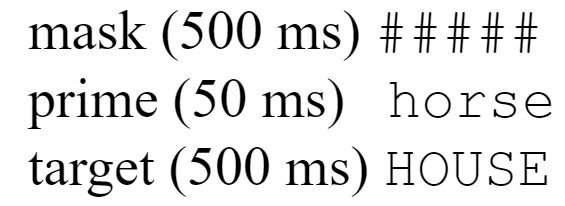 mask (500 ms) #####
prime (50 ms) horse
target (500 ms) HOUSE